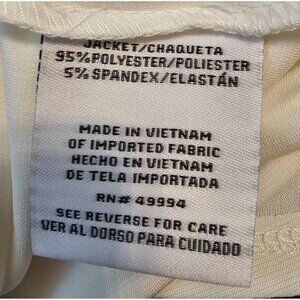 JACKET/CHAQUETA
95% POLYESTER/POLIESTER
5% SPANDEX/ELASTÁN
MADE IN VIETNAM
OF IMPORTED FABRIC
HECHO EN VIETNAM
DE TELA IMPORTADA
RN# 49994
SEE REVERSE FOR CARE
VER AL DORSO PARA CUIDADO